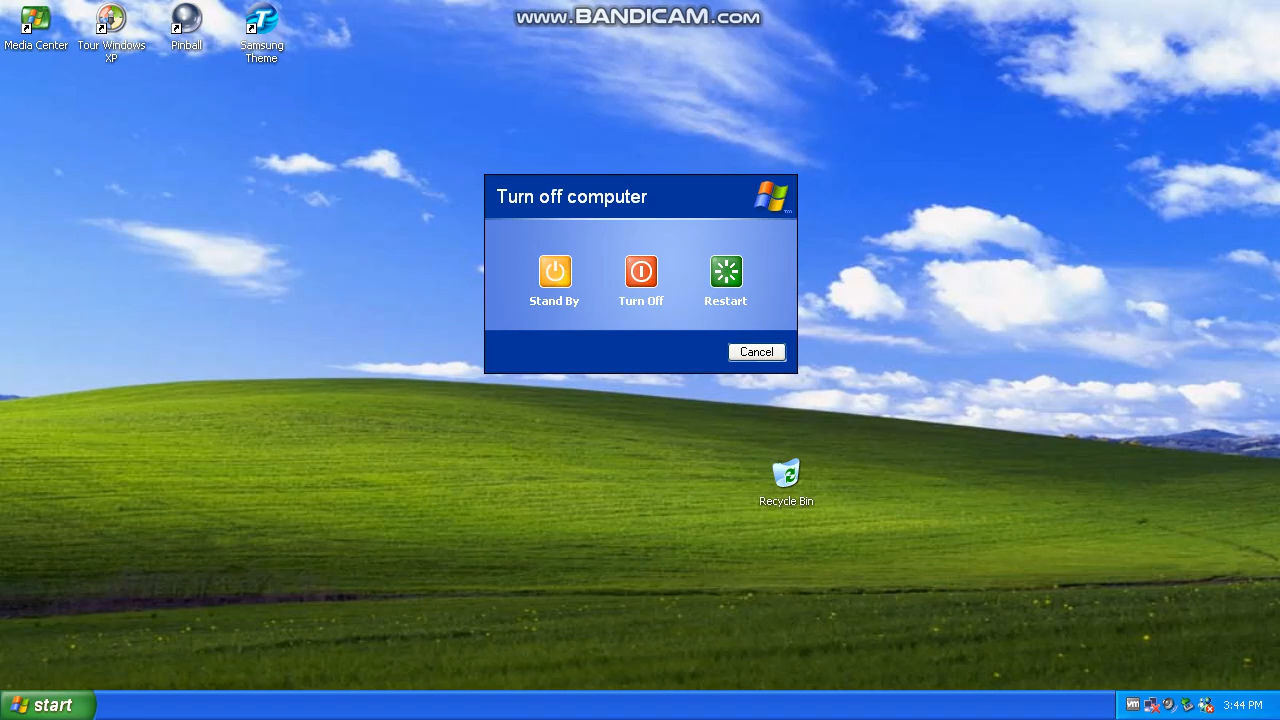 www.BANDICAM.com
Media Center
Tour Windows XP
Pinball
Samsung Theme
Turn off computer
Stand By
Turn Off
Restart
Cancel
Recycle Bin
start
vm
3:44 PM